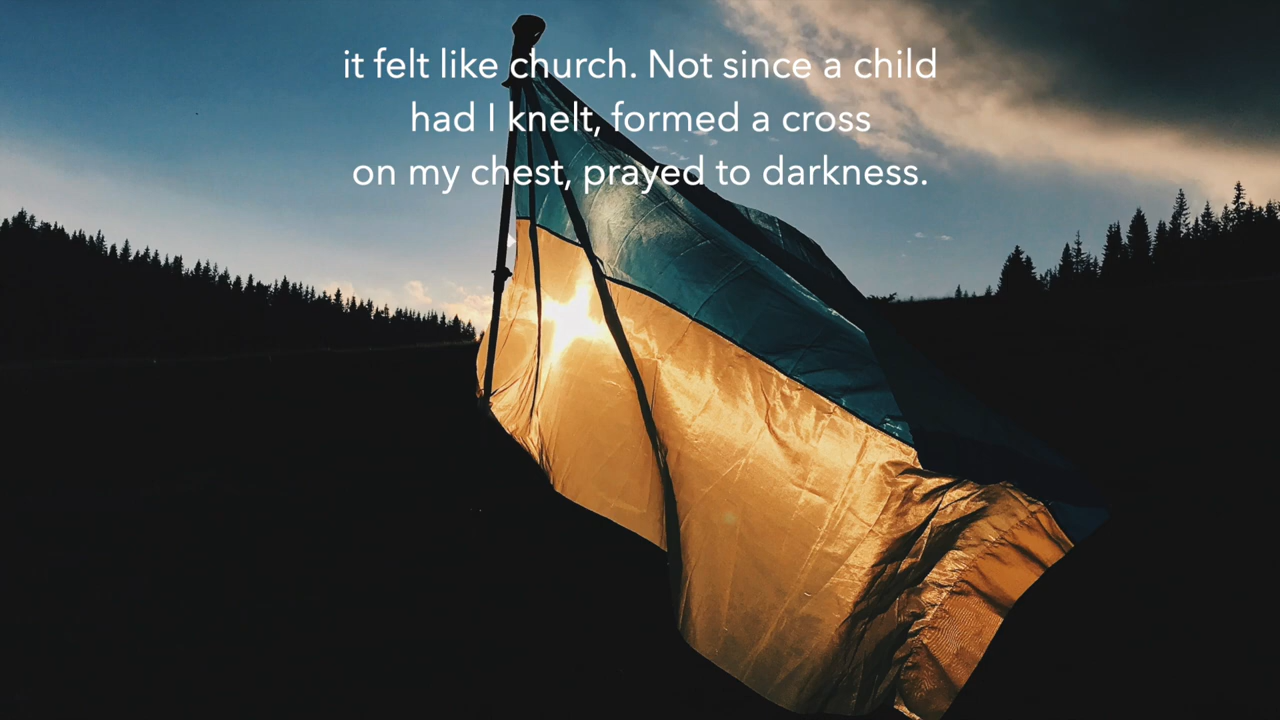 it felt like church. Not since a child
had I knelt, formed a cross
on my chest, prayed to darkness.